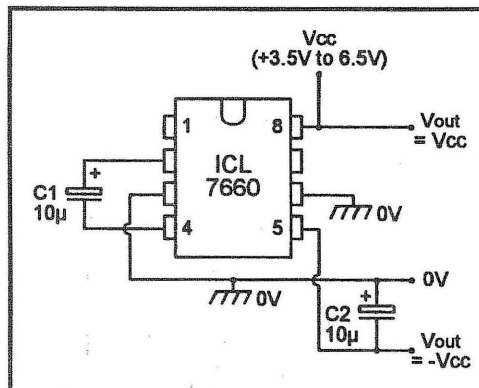 Vcc
(+3.5V to 6.5V)
1
8
Vout
= Vcc
ICL
7660
+
C1
10µ
4
5
0V
0V
0V
+
C2
10µ
Vout
= -Vcc